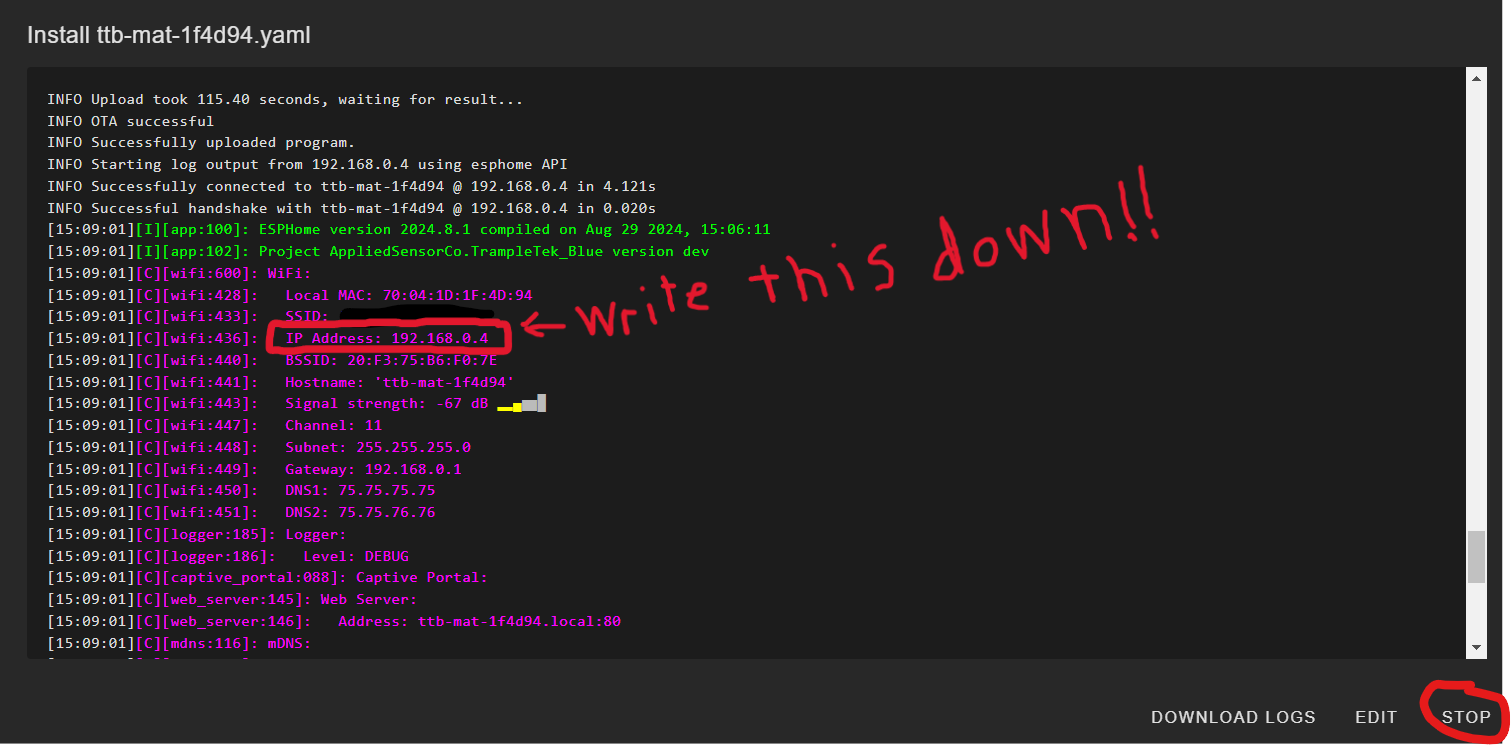 Install ttb-mat-1f4d94.yaml
INFO Upload took 115.40 seconds, waiting for result...
INFO OTA successful
INFO Successfully uploaded program.
INFO Starting log output from 192.168.0.4 using esphome API
INFO Successfully connected to ttb-mat-1f4d94 @ 192.168.0.4 in 4.121s
INFO Successful handshake with ttb-mat-1f4d94 @ 192.168.0.4 in 0.020s
[15:09:01][I][app:100]: ESPHome version 2024.8.1 compiled on Aug 29 2024, 15:06:11
[15:09:01][I][app:102]: Project AppliedSensorCo.TrampleTek_Blue version dev
[15:09:01][C][wifi:600]: WiFi:
[15:09:01][C][wifi:428]: Local MAC: 70:04:1D:1F:4D:94
[15:09:01][C][wifi:433]: SSID:
[15:09:01][C][wifi:436]: IP Address: 192.168.0.4
← write this down!!
[15:09:01][C][wifi:440]: BSSID: 20:F3:75:B6:F0:7E
[15:09:01][C][wifi:441]: Hostname: 'ttb-mat-1f4d94'
[15:09:01][C][wifi:443]: Signal strength: -67 dB ▂▄▆█
[15:09:01][C][wifi:447]: Channel: 11
[15:09:01][C][wifi:448]: Subnet: 255.255.255.0
[15:09:01][C][wifi:449]: Gateway: 192.168.0.1
[15:09:01][C][wifi:450]: DNS1: 75.75.75.75
[15:09:01][C][wifi:451]: DNS2: 75.75.76.76
[15:09:01][C][logger:185]: Logger:
[15:09:01][C][logger:186]: Level: DEBUG
[15:09:01][C][captive_portal:088]: Captive Portal:
[15:09:01][C][web_server:145]: Web Server:
[15:09:01][C][web_server:146]: Address: ttb-mat-1f4d94.local:80
[15:09:01][C][mdns:116]: mDNS:
DOWNLOAD LOGS EDIT STOP